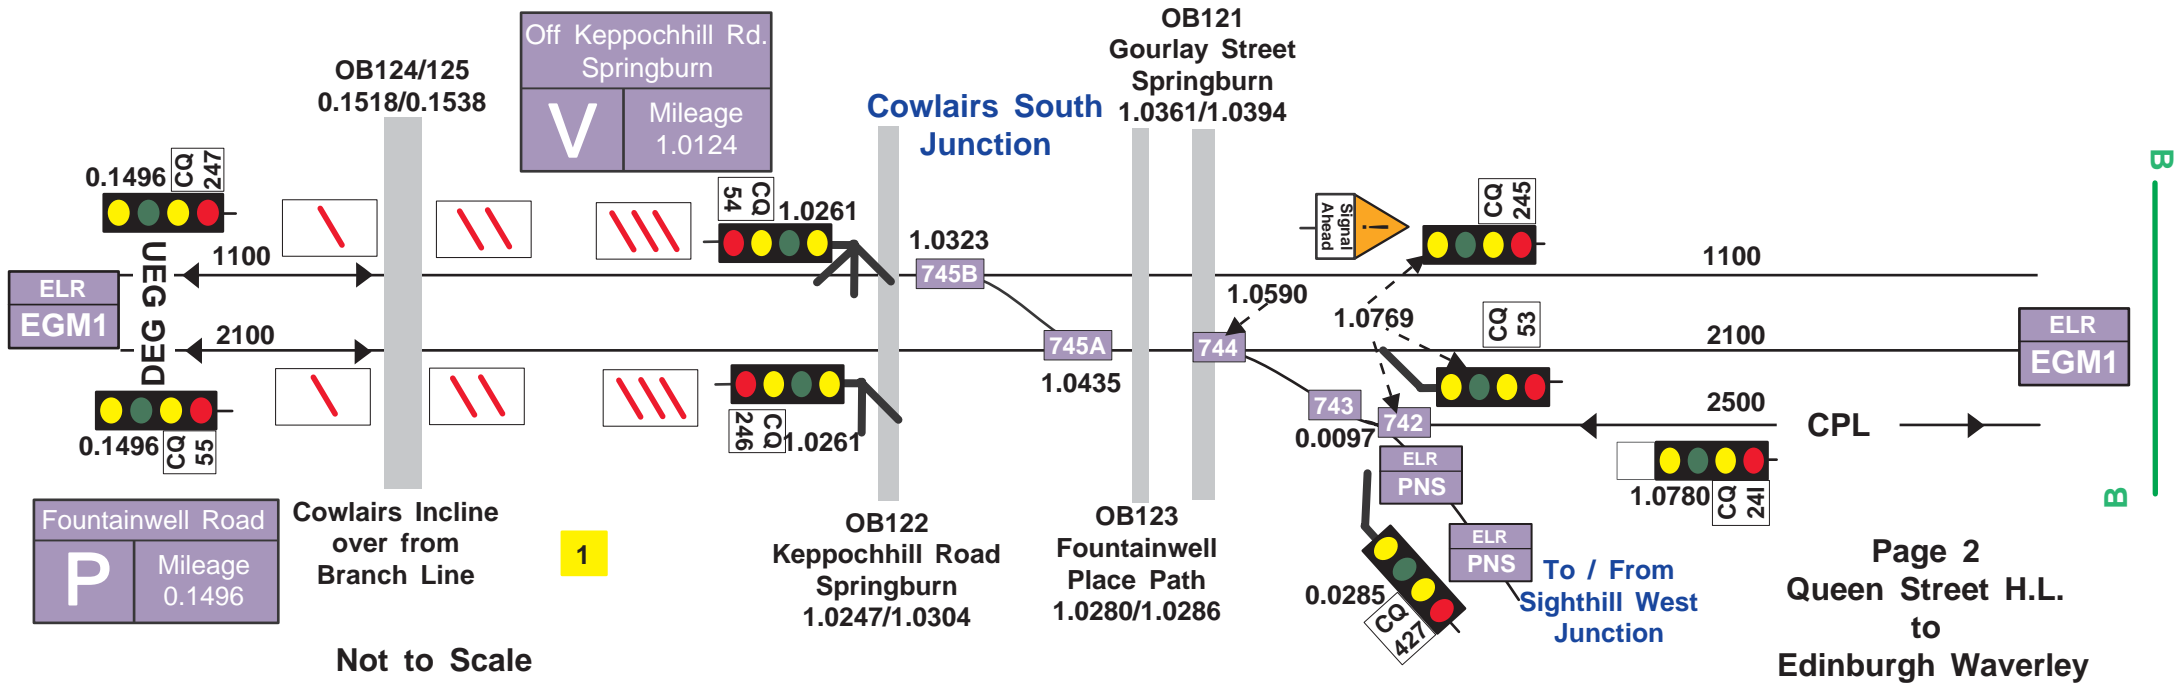 OB124/125
0.1518/0.1538
Off Keppochhill Rd.
Springburn
V
Mileage
1.0124
Cowlairs South
Junction
OB121
Gourlay Street
Springburn
1.0361/1.0394
0.1496
CQ
247
CQ
54
1.0261
1.0323
745B
Signal
Ahead
!
CQ
245
B
ELR
EGM1
UEG
DEG
1100
1100
2100
2100
1.0590
1.0769
CQ
53
745A
1.0435
744
ELR
EGM1
0.1496
CQ
55
CQ
246
1.0261
743
0.0097
742
2500
CPL
ELR
PNS
1.0780
CQ
24I
B
Fountainwell Road
P
Mileage
0.1496
Cowlairs Incline
over from
Branch Line
1
OB122
Keppochhill Road
Springburn
1.0247/1.0304
OB123
Fountainwell
Place Path
1.0280/1.0286
0.0285
CQ
427
ELR
PNS
To / From
Sighthill West
Junction
Page 2
Queen Street H.L.
to
Edinburgh Waverley
Not to Scale